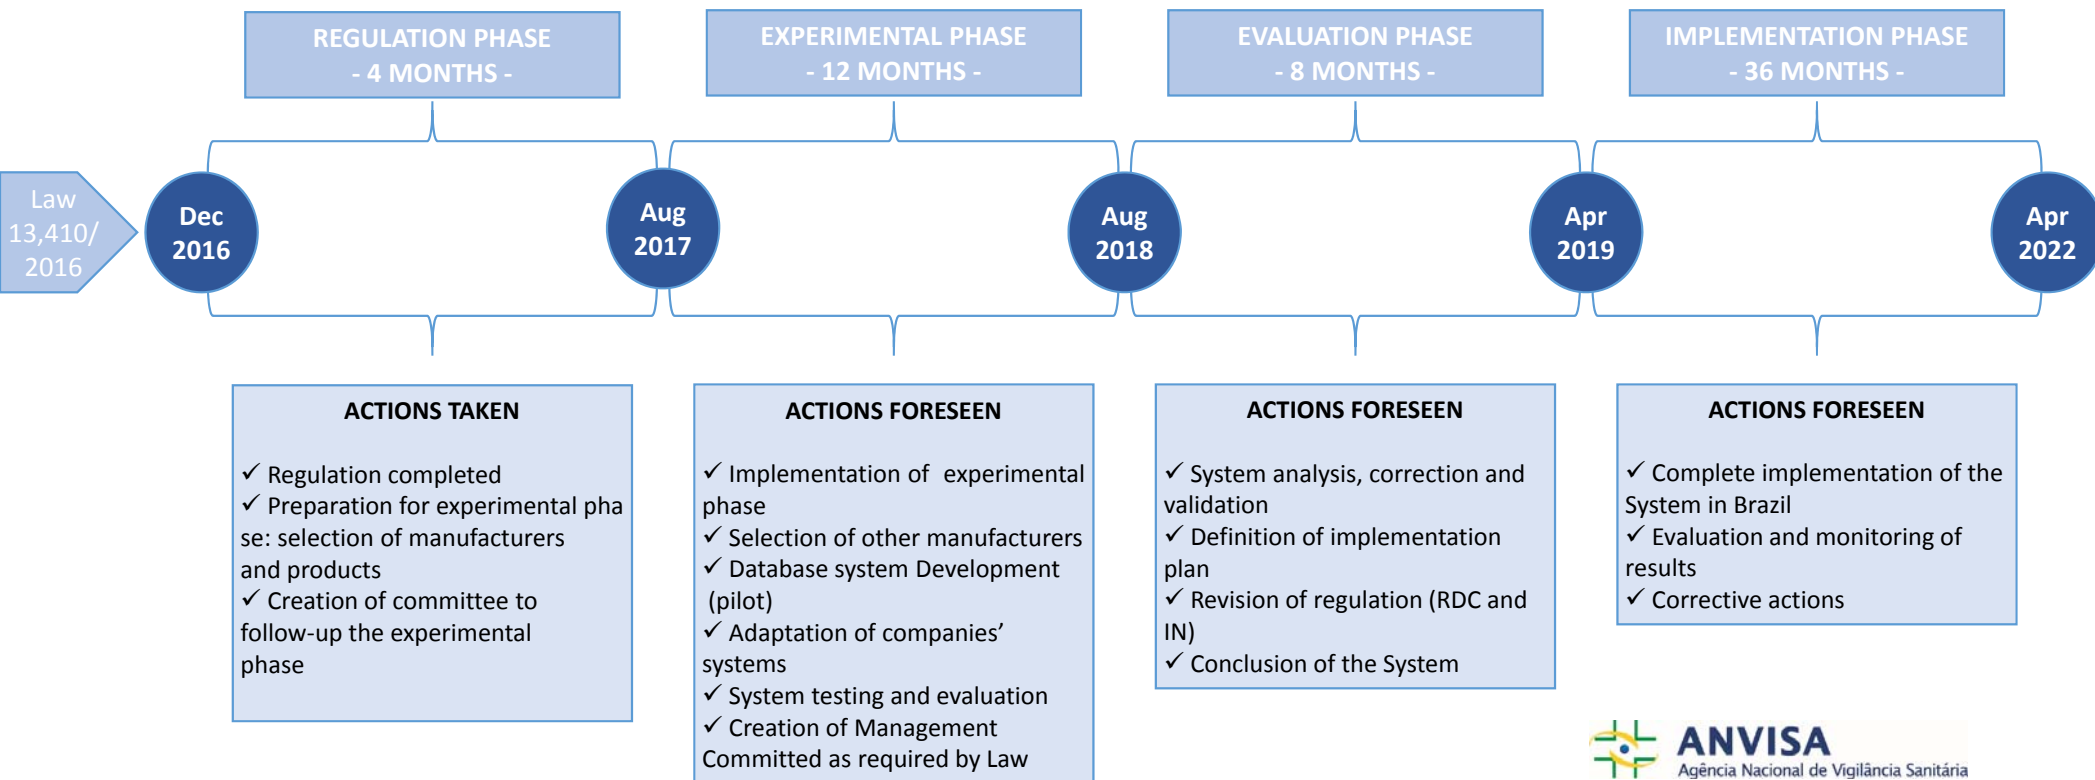 REGULATION PHASE
- 4 MONTHS -
EXPERIMENTAL PHASE
- 12 MONTHS -
EVALUATION PHASE
- 8 MONTHS -
IMPLEMENTATION PHASE
- 36 MONTHS -
Law
13,410/
2016
Dec
2016
Aug
2017
Aug
2018
Apr
2019
Apr
2022
ACTIONS TAKEN
✓ Regulation completed
✓ Preparation for experimental pha
se: selection of manufacturers
and products
✓ Creation of committee to
follow-up the experimental
phase
ACTIONS FORESEEN
✓ Implementation of experimental
phase
✓ Selection of other manufacturers
✓ Database system Development
(pilot)
✓ Adaptation of companies’
systems
✓ System testing and evaluation
✓ Creation of Management
Committed as required by Law
ACTIONS FORESEEN
✓ System analysis, correction and
validation
✓ Definition of implementation
plan
✓ Revision of regulation (RDC and
IN)
✓ Conclusion of the System
ACTIONS FORESEEN
✓ Complete implementation of the
System in Brazil
✓ Evaluation and monitoring of
results
✓ Corrective actions
ANVISA
Agência Nacional de Vigilância Sanitária